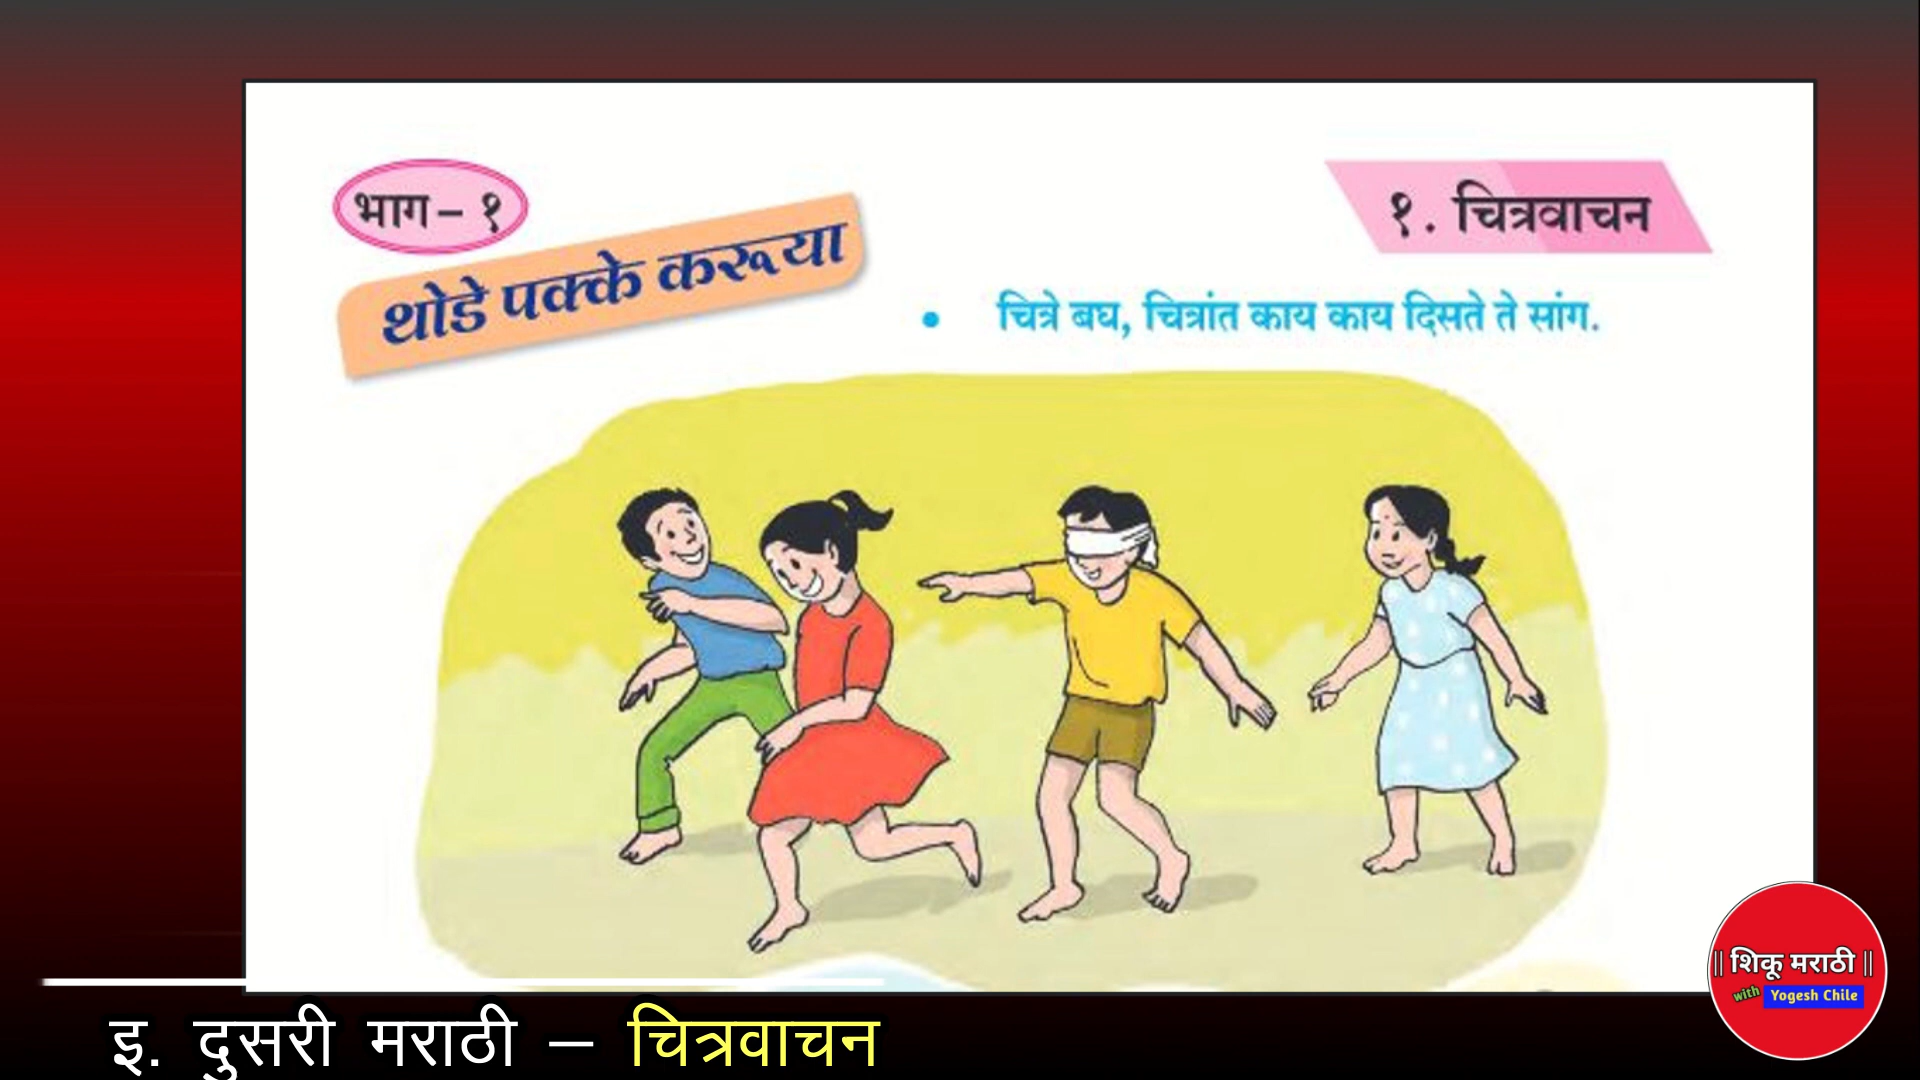 भाग – १
थोडे पक्के करूया
१. चित्रवाचन
• चित्रे बघ, चित्रांत काय काय दिसते ते सांग.
|| शिकू मराठी ||
with Yogesh Chile
इ. दुसरी मराठी – चित्रवाचन